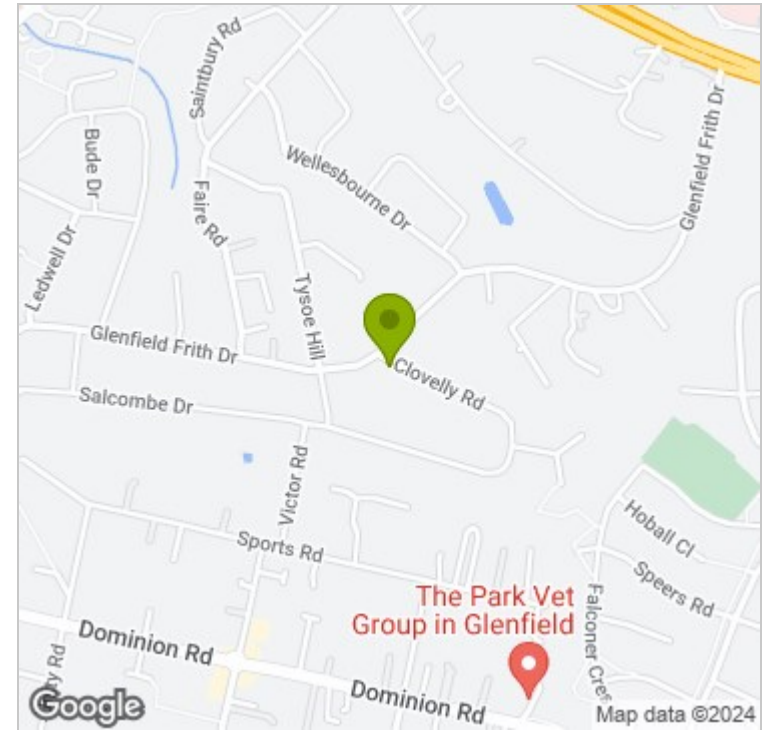 Saintbury Rd
Bude Dr
Wellesbourne Dr
Glenfield Frith Dr
Faire Rd
Ledwell Dr
Tysoe Hill
Glenfield Frith Dr
Clovelly Rd
Salcombe Dr
Victor Rd
Sports Rd
Hoball Cl
Speers Rd
The Park Vet
Group in Glenfield
Falconer Cres
Dominion Rd
Dominion Rd
Rd
Google
Map data ©2024